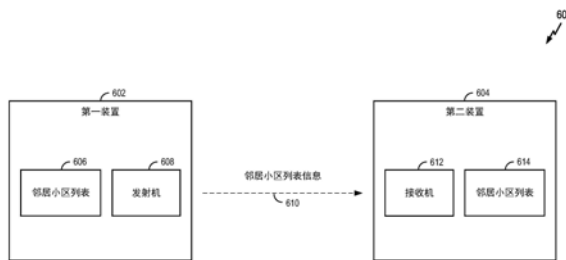 60
602
第一装置
606
邻居小区列表
608
发射机
邻居小区列表信息
610
604
第二装置
612
接收机
614
邻居小区列表